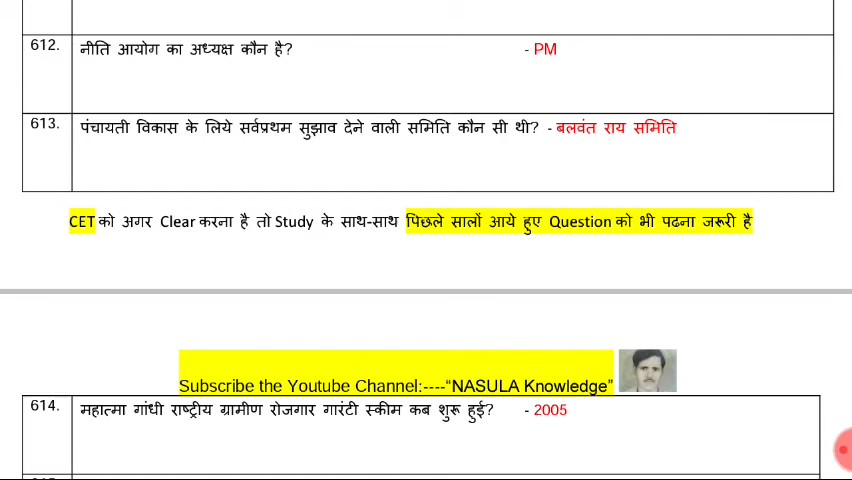 612. नीति आयोग का अध्यक्ष कौन है? - PM
613. पंचायती विकास के लिये सर्वप्रथम सुझाव देने वाली समिति कौन सी थी? - बलवंत राय समिति
CET को अगर Clear करना है तो Study के साथ-साथ पिछले सालों आये हुए Question को भी पढना जरूरी है
Subscribe the Youtube Channel:----“NASULA Knowledge”
614. महात्मा गांधी राष्ट्रीय ग्रामीण रोजगार गारंटी स्कीम कब शुरू हुई? - 2005